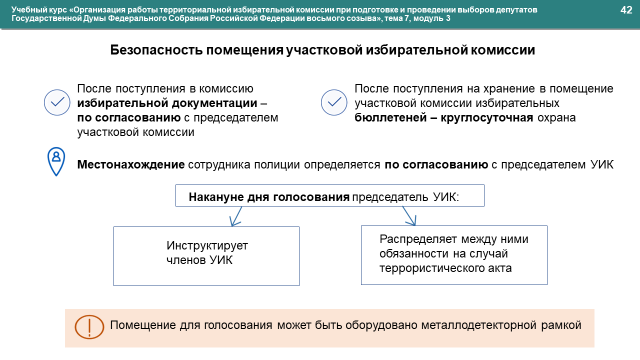 Учебный курс «Организация работы территориальной избирательной комиссии при подготовке и проведении выборов депутатов
Государственной Думы Федерального Собрания Российской Федерации восьмого созыва», тема 7, модуль 3
42
Безопасность помещения участковой избирательной комиссии
После поступления в комиссию
избирательной документации –
по согласованию с председателем
участковой комиссии
После поступления на хранение в помещение
участковой комиссии избирательных
бюллетеней – круглосуточная охрана
Местонахождение сотрудника полиции определяется по согласованию с председателем УИК
Накануне дня голосования председатель УИК:
Инструктирует
членов УИК
Распределяет между ними
обязанности на случай
террористического акта
Помещение для голосования может быть оборудовано металлодетекторной рамкой